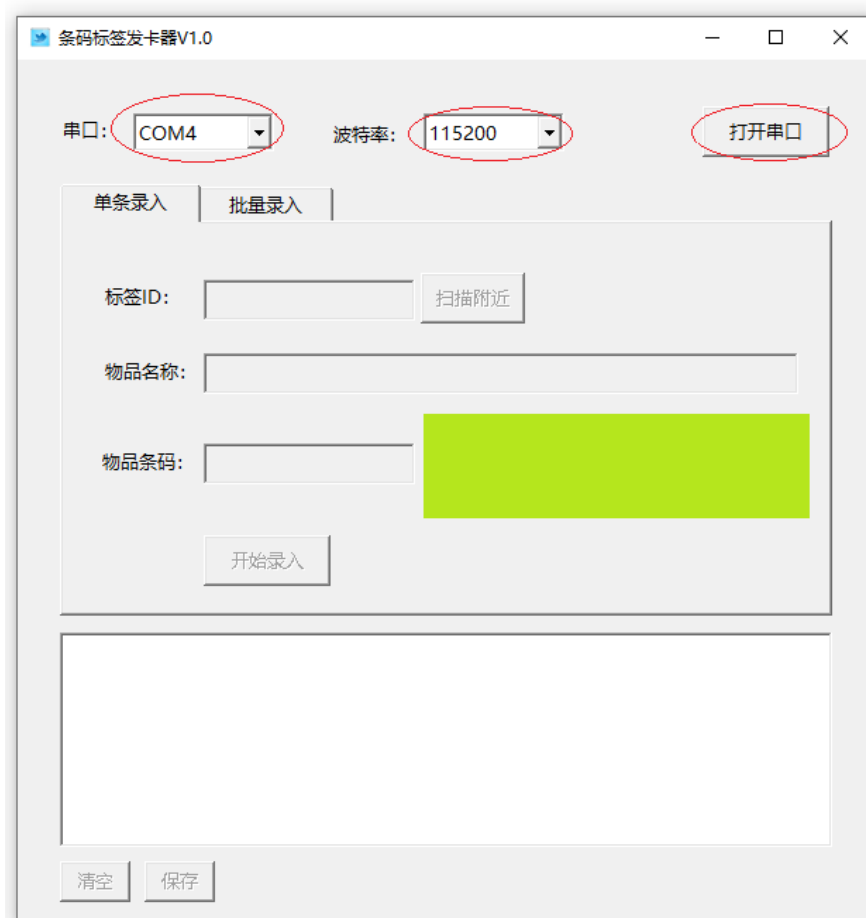 条码标签发卡器V1.0
串口: COM4 波特率: 115200 打开串口
单条录入 批量录入
标签ID: 扫描附近
物品名称:
物品条码:
开始录入
清空 保存